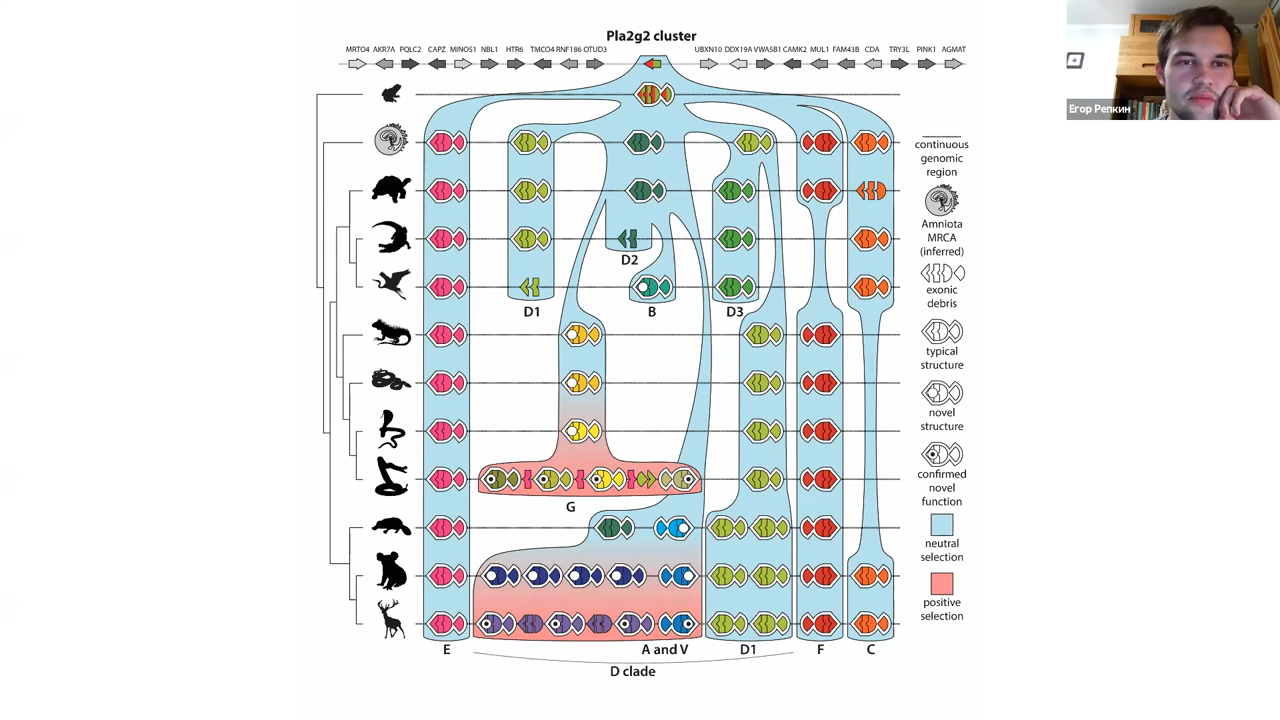 Pla2g2 cluster
MRTO4 AKR7A PQLC2 CAPZ MINOS1 NBL1 HTR6 TMCO4 RNF186 OTUD3 UBXN10 DDX19A VWA5B1 CAMK2 MUL1 FAM43B CDA TRY3L PINK1 AGMAT
Егор Репкин
continuous
genomic
region
Amniota
MRCA
(inferred)
exonic
debris
typical
structure
novel
structure
confirmed
novel
function
neutral
selection
positive
selection
D2
D1 B D3
G
E A and V D1 F C
D clade